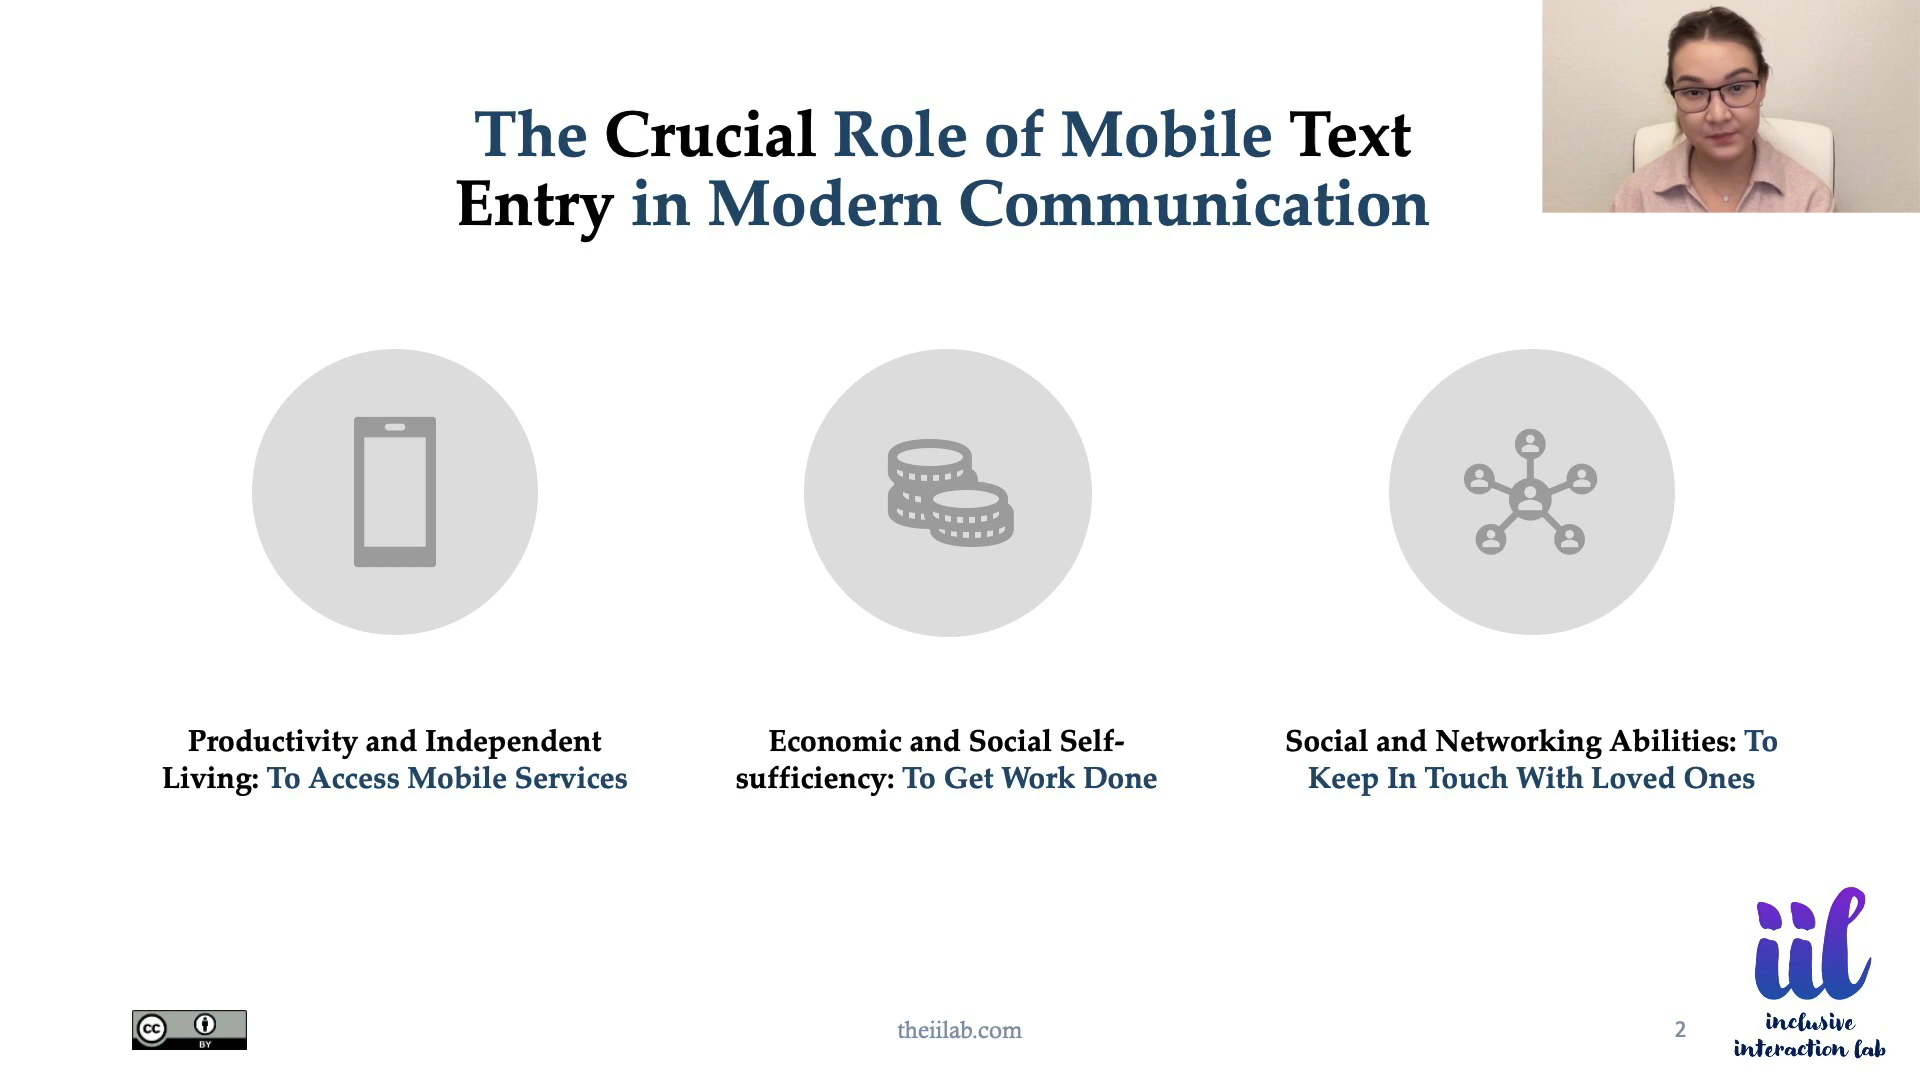 The Crucial Role of Mobile Text
Entry in Modern Communication
Productivity and Independent
Living: To Access Mobile Services
Economic and Social Self-
sufficiency: To Get Work Done
Social and Networking Abilities: To
Keep In Touch With Loved Ones
cc
BY
theiilab.com
2
iil
inclusive
interaction lab